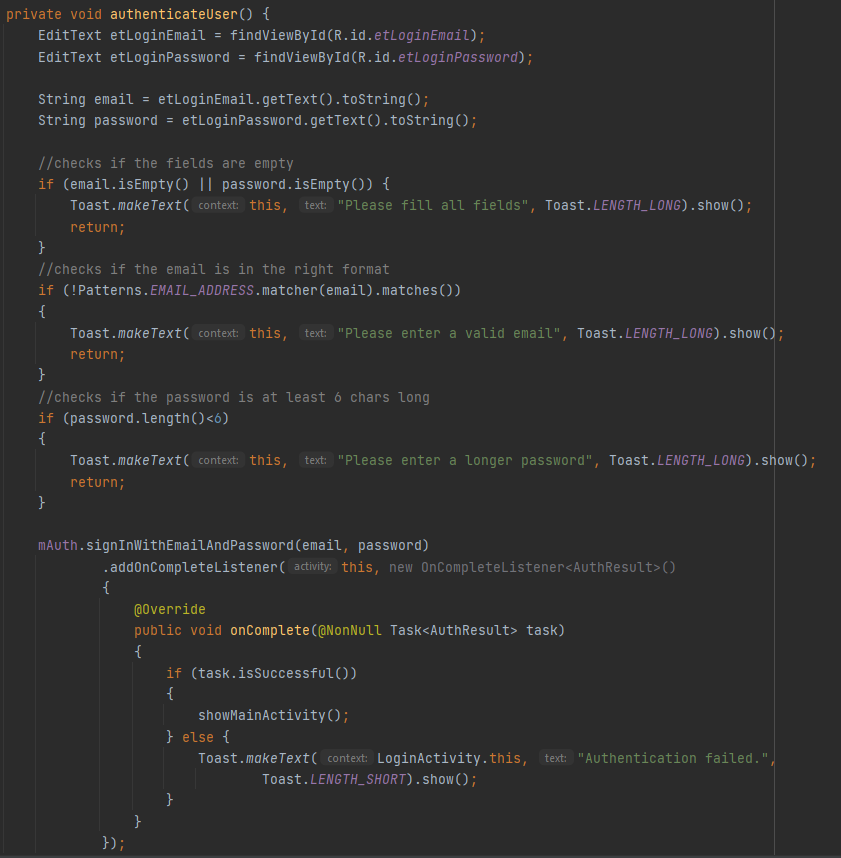 private void authenticateUser() {
    EditText etLoginEmail = findViewById(R.id.etLoginEmail);
    EditText etLoginPassword = findViewById(R.id.etLoginPassword);

    String email = etLoginEmail.getText().toString();
    String password = etLoginPassword.getText().toString();

    //checks if the fields are empty
    if (email.isEmpty() || password.isEmpty()) {
        Toast.makeText( context: this,  text: "Please fill all fields", Toast.LENGTH_LONG).show();
        return;
    }
    //checks if the email is in the right format
    if (!Patterns.EMAIL_ADDRESS.matcher(email).matches())
    {
        Toast.makeText( context: this,  text: "Please enter a valid email", Toast.LENGTH_LONG).show();
        return;
    }
    //checks if the password is at least 6 chars long
    if (password.length()<6)
    {
        Toast.makeText( context: this,  text: "Please enter a longer password", Toast.LENGTH_LONG).show();
        return;
    }

    mAuth.signInWithEmailAndPassword(email, password)
            .addOnCompleteListener( activity: this, new OnCompleteListener<AuthResult>()
            {
                @Override
                public void onComplete(@NonNull Task<AuthResult> task)
                {
                    if (task.isSuccessful())
                    {
                        showMainActivity();
                    } else {
                        Toast.makeText( context: LoginActivity.this,  text: "Authentication failed.",
                                Toast.LENGTH_SHORT).show();
                    }
                }
            });